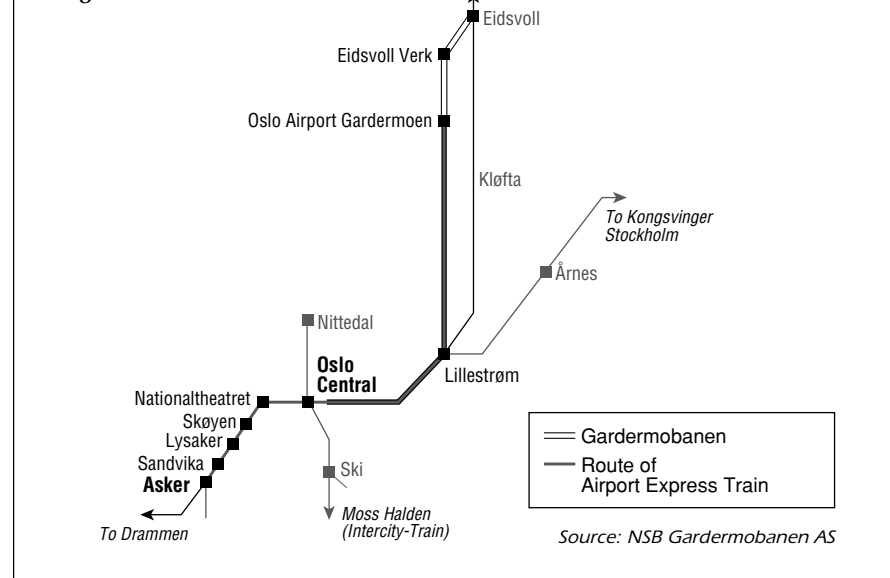 Eidsvoll
Eidsvoll Verk
Oslo Airport Gardermoen
Kløfta
To Kongsvinger
Stockholm
Årnes
Nittedal
Oslo
Central
Lillestrøm
Nationaltheatret
Skøyen
Lysaker
Sandvika
Asker
Ski
To Drammen
Moss Halden
(Intercity-Train)
Gardermobanen
Route of
Airport Express Train
Source: NSB Gardermobanen AS